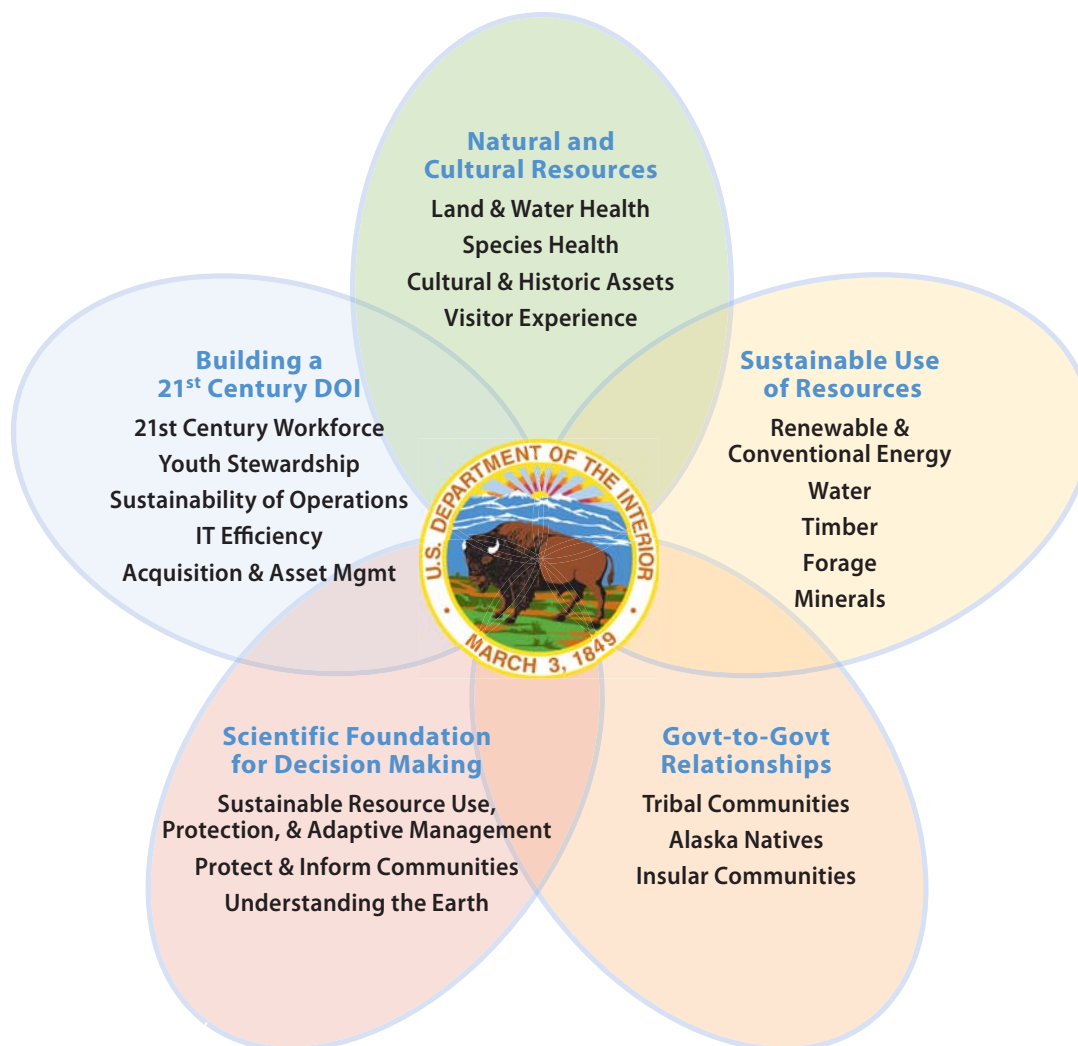 Natural and
Cultural Resources
Land & Water Health
Species Health
Cultural & Historic Assets
Visitor Experience
Building a
21st Century DOI
21st Century Workforce
Youth Stewardship
Sustainability of Operations
IT Efficiency
Acquisition & Asset Mgmt
Sustainable Use
of Resources
Renewable &
Conventional Energy
Water
Timber
Forage
Minerals
U.S. DEPARTMENT OF THE INTERIOR
MARCH 3, 1849
Scientific Foundation
for Decision Making
Sustainable Resource Use,
Protection, & Adaptive Management
Protect & Inform Communities
Understanding the Earth
Govt-to-Govt
Relationships
Tribal Communities
Alaska Natives
Insular Communities